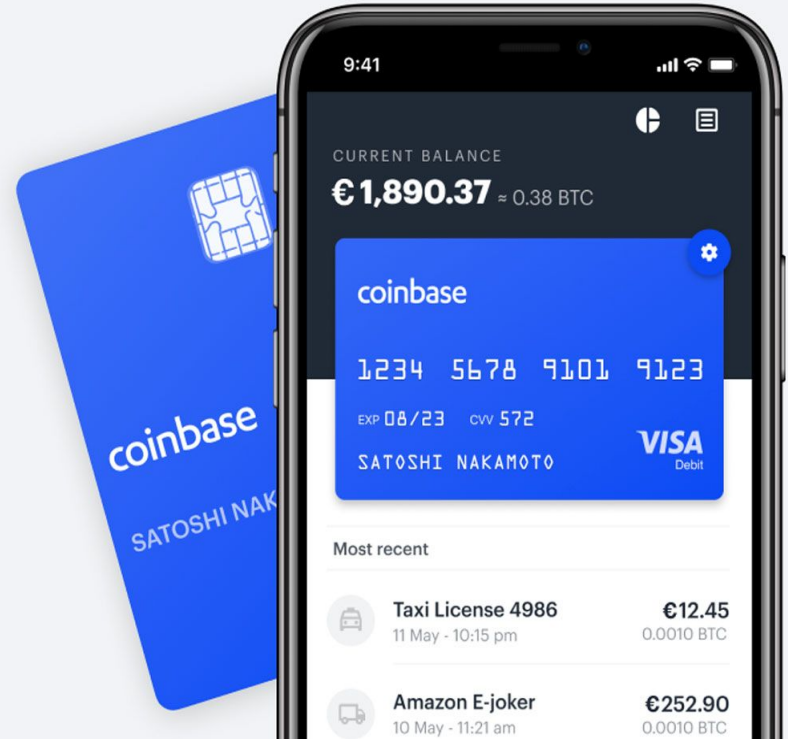 9:41
CURRENT BALANCE
€1,890.37 ≈ 0.38 BTC
coinbase
1234 5678 9101 9123
EXP 08/23 CVV 572
SATOSHI NAKAMOTO
VISA
Debit
coinbase
SATOSHI NAK
Most recent
Taxi License 4986 €12.45
11 May - 10:15 pm 0.0010 BTC
Amazon E-joker €252.90
10 May - 11:21 am 0.0010 BTC